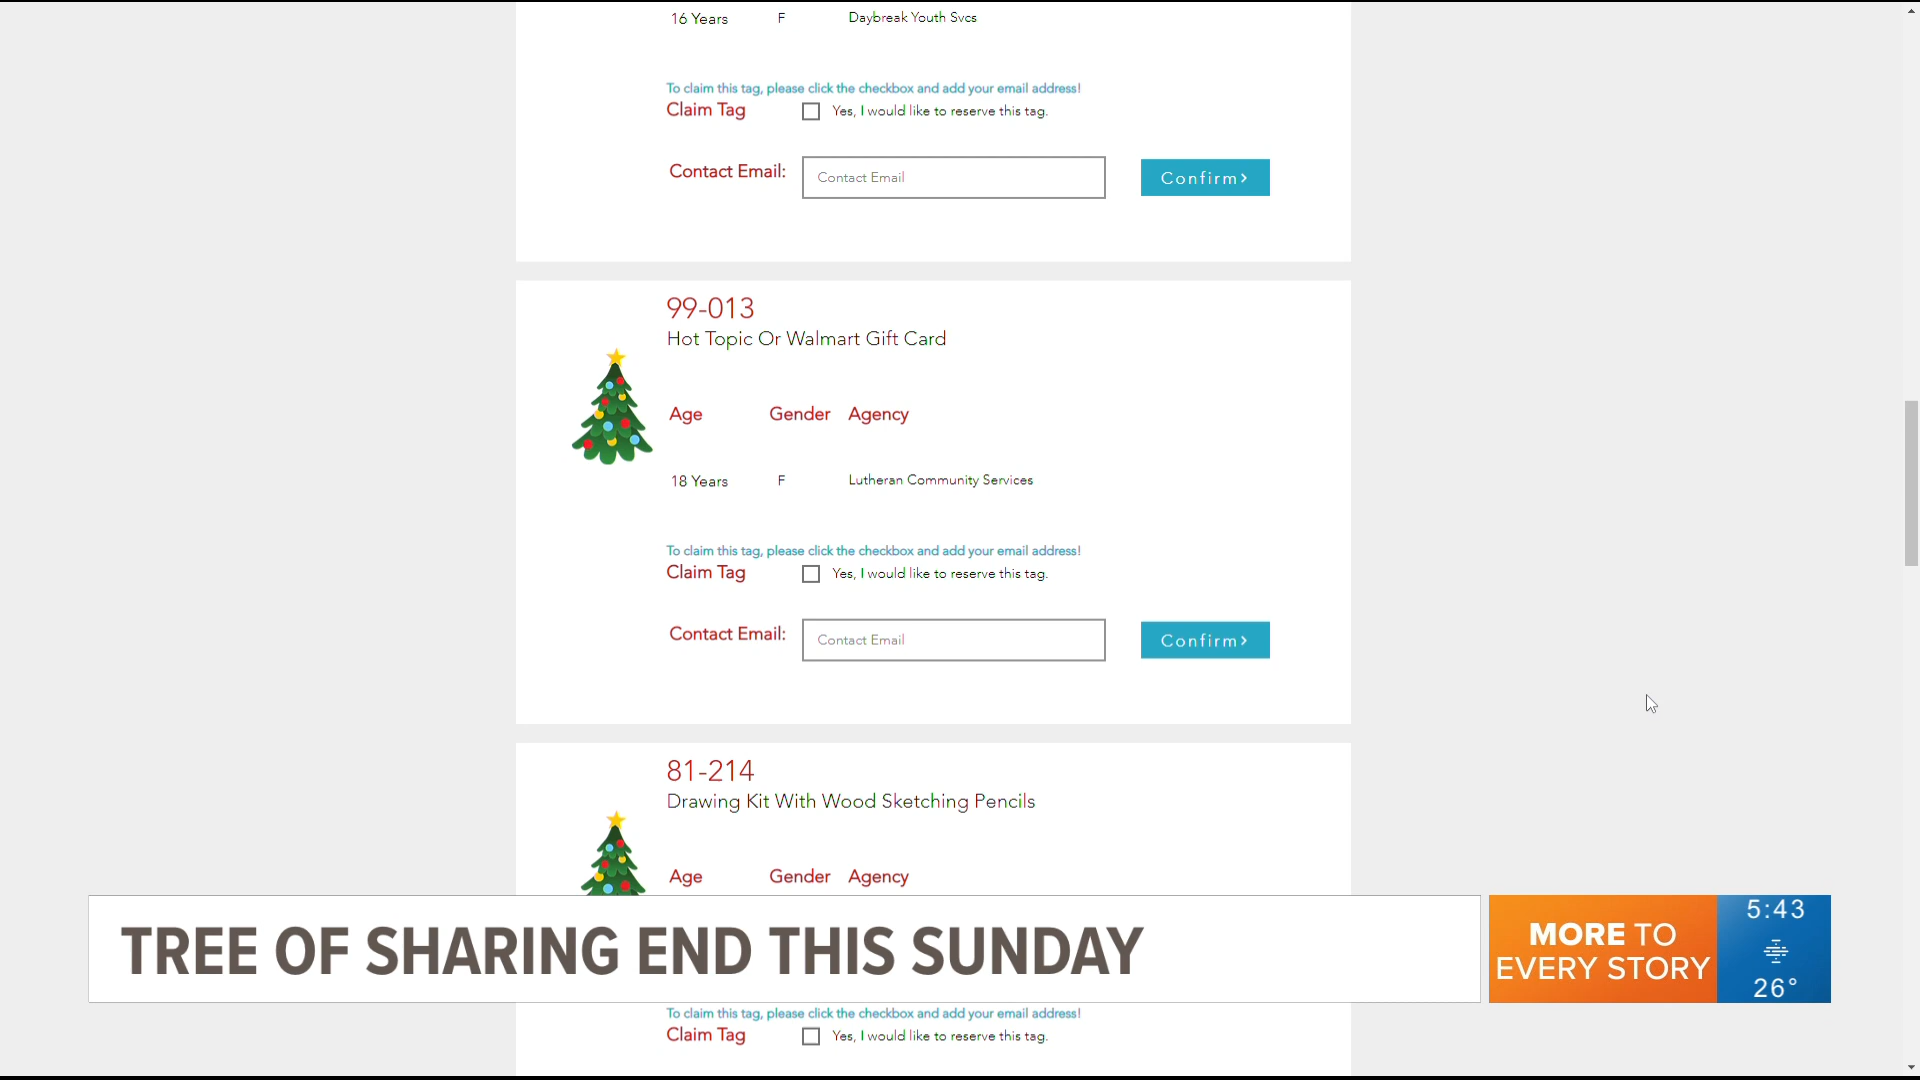 16 Years F Daybreak Youth Svcs
To claim this tag, please click the checkbox and add your email address!
Claim Tag Yes, I would like to reserve this tag.
Contact Email: Contact Email Confirm>
99-013
Hot Topic Or Walmart Gift Card
Age Gender Agency
18 Years F Lutheran Community Services
To claim this tag, please click the checkbox and add your email address!
Claim Tag Yes, I would like to reserve this tag.
Contact Email: Contact Email Confirm>
81-214
Drawing Kit With Wood Sketching Pencils
Age Gender Agency
TREE OF SHARING END THIS SUNDAY
MORE TO
EVERY STORY
5:43
26°
To claim this tag, please click the checkbox and add your email address!
Claim Tag Yes, I would like to reserve this tag.